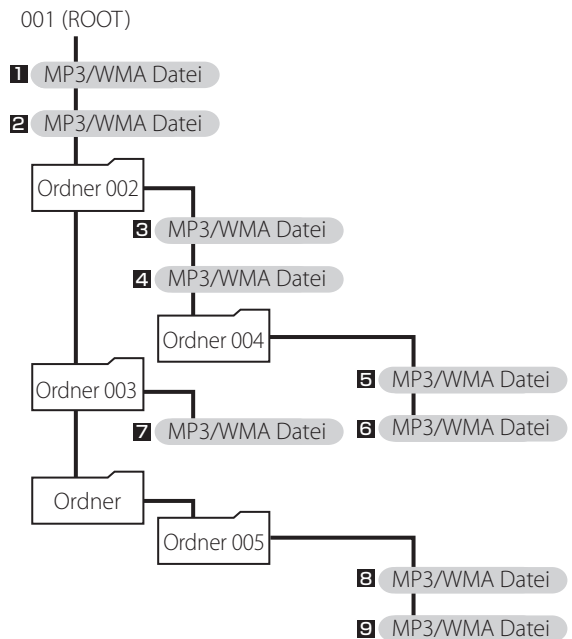 001 (ROOT)
1 MP3/WMA Datei
2 MP3/WMA Datei
Ordner 002
3 MP3/WMA Datei
4 MP3/WMA Datei
Ordner 004
5 MP3/WMA Datei
Ordner 003
6 MP3/WMA Datei
7 MP3/WMA Datei
Ordner
Ordner 005
8 MP3/WMA Datei
9 MP3/WMA Datei